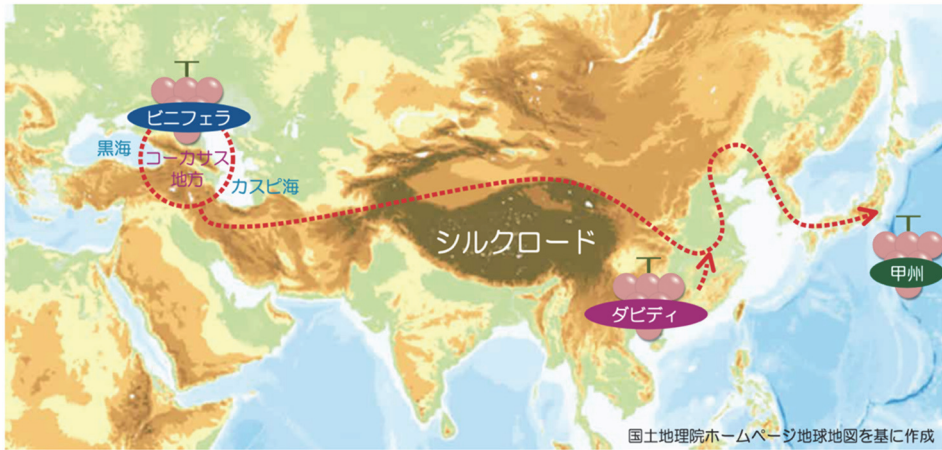 ビニフェラ
黒海
コーカサス
地方
カスピ海
シルクロード
甲州
ダビディ
国土地理院ホームページ地球地図を基に作成